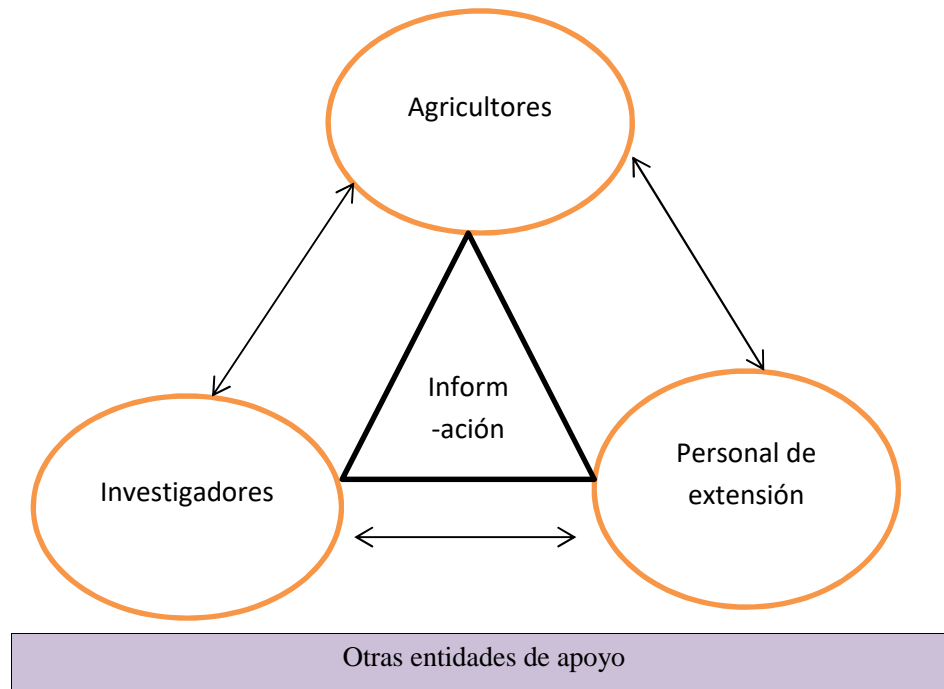 Agricultores
Inform
-ación
Investigadores
Personal de
extensión
Otras entidades de apoyo